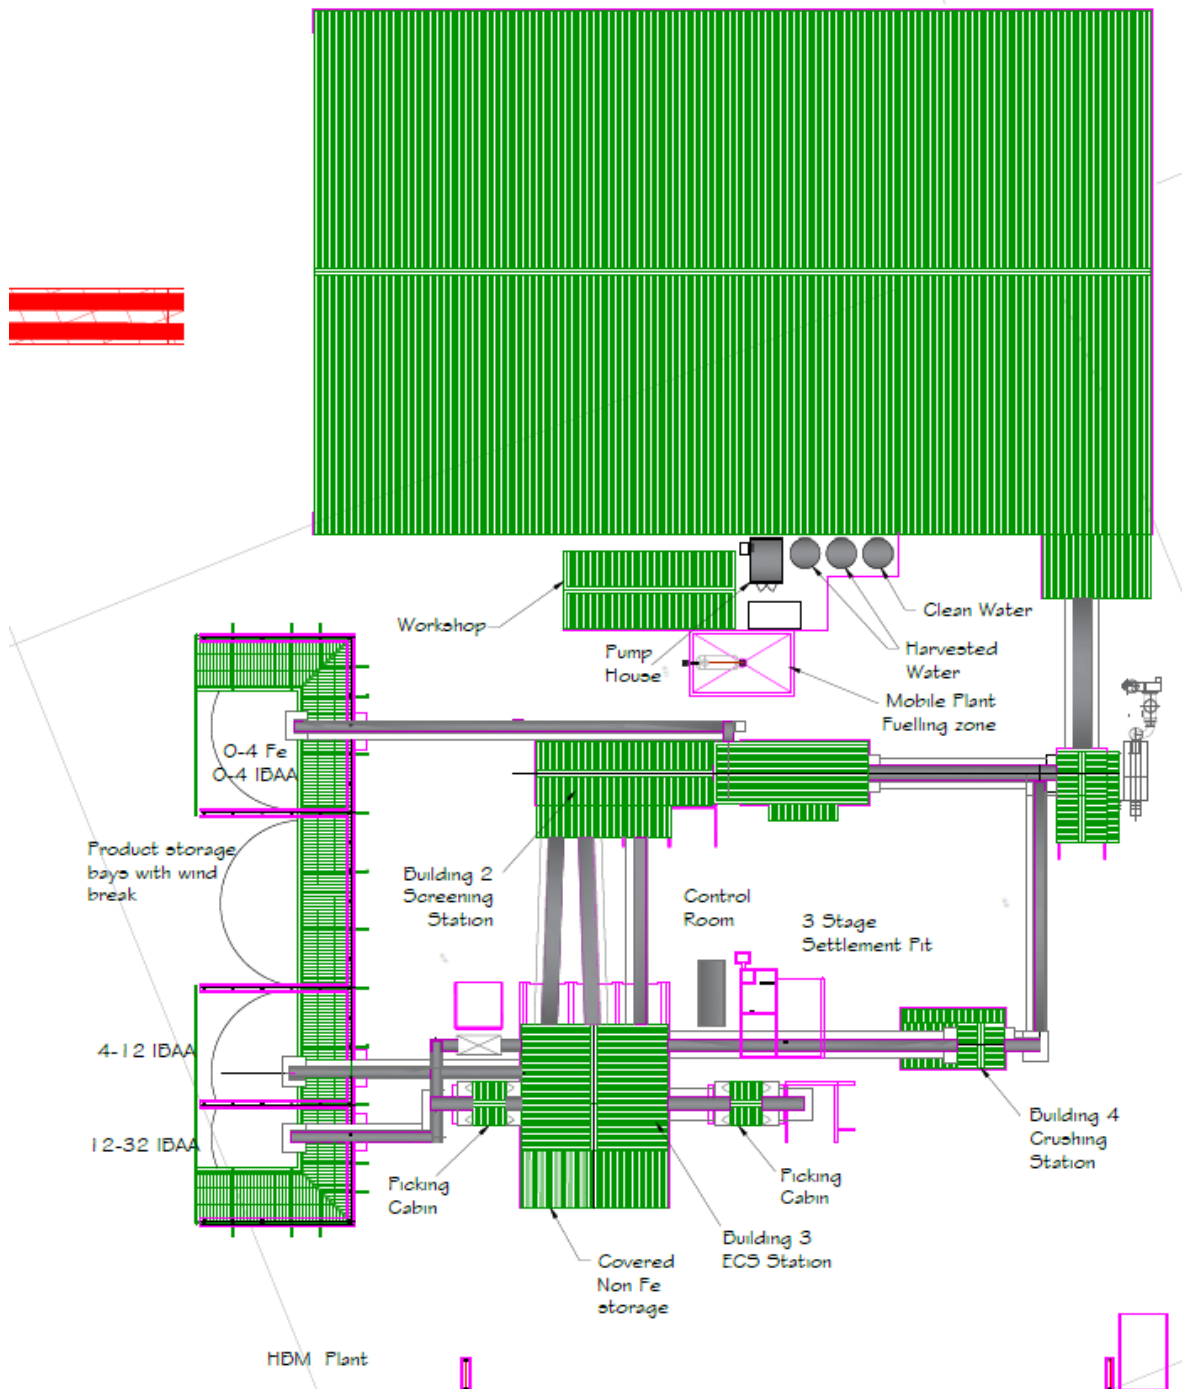 Workshop
Pump
House
Clean Water
Harvested
Water
Mobile Plant
Fuelling zone
0-4 Fe
0-4 IBAA
Product storage
bays with wind
break
Building 2
Screening
Station
Control
Room
3 Stage
Settlement Pit
4-12 IBAA
12-32 IBAA
Picking
Cabin
Picking
Cabin
Building 4
Crushing
Station
Building 3
ECS Station
Covered
Non Fe
storage
HBM Plant